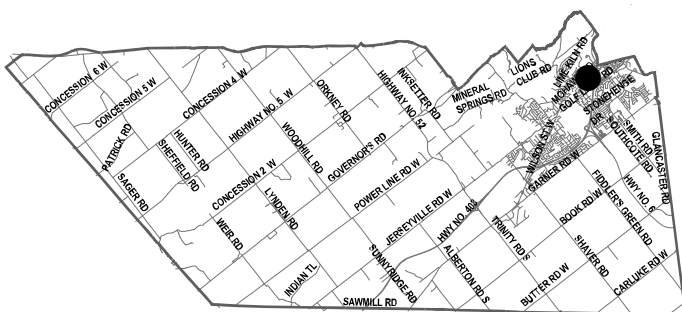 LIME KILN RD
LIONS
CLUB RD
MOHAWK RD
GOLF
STONEHENGE
DR
INKSETTER RD
HIGHWAY NO. 52
MINERAL
SPRINGS RD
CONCESSION 6 W
CONCESSION 5 W
CONCESSION 4 W
HIGHWAY NO. 5 W
ORKNEY RD
WOODHILL RD
GOVERNOR'S RD
PATRICK RD
HUNTER RD
SHEFFIELD RD
SAGER RD
CONCESSION 2 W
POWER LINE RD W
WILSON ST W
GARNER RD W
SMITH RD
SOUTHCOTE RD
GLANCASTER RD
WEIR RD
LYNDEN RD
JERSEYVILLE RD W
HWY NO. 403
TRINITY RD S
FIDDLER'S GREEN RD
HWY NO. 6
BOOK RD W
INDIAN TL
SUNNYRIDGE RD
ALBERTON RD S
SHAVER RD
BUTTER RD W
CARLUKE RD W
SAWMILL RD